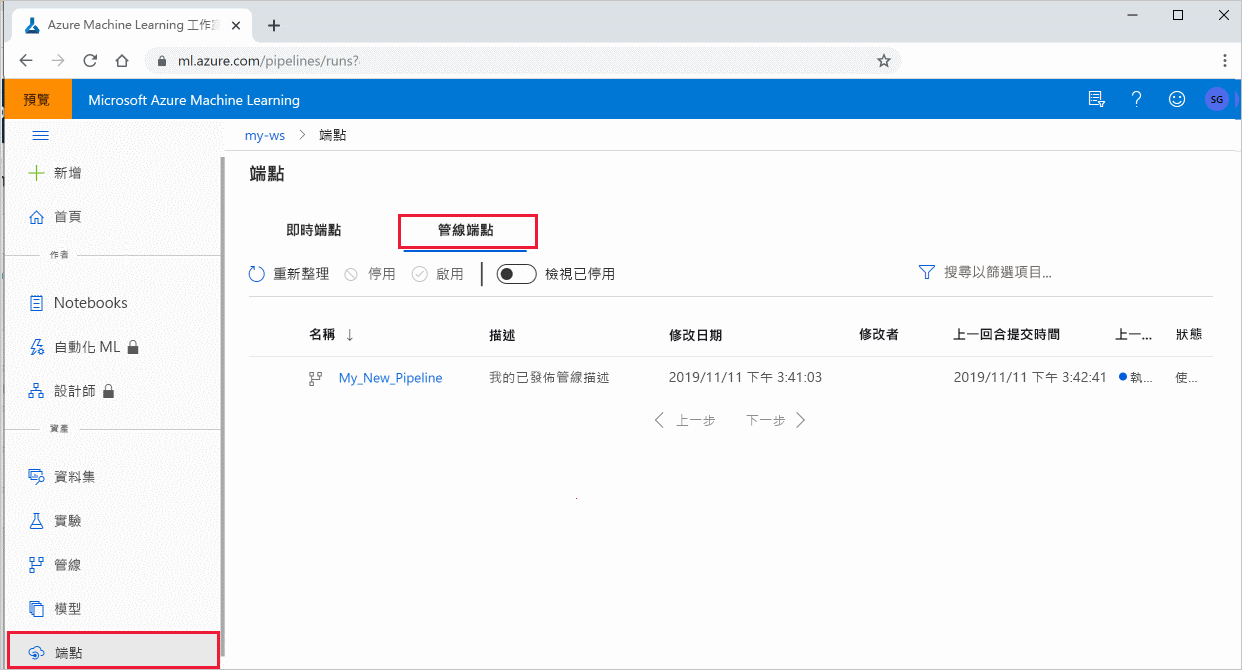 Azure Machine Learning 工作
ml.azure.com/pipelines/runs?
預覽
Microsoft Azure Machine Learning
SG
my-ws > 端點
新增
首頁
作者
Notebooks
自動化 ML
設計師
資產
資料集
實驗
管線
模型
端點
端點
即時端點 管線端點
重新整理 停用 啟用 檢視已停用 搜尋以篩選項目...
名稱 ↓ 描述 修改日期 修改者 上一回合提交時間 上一... 狀態
My_New_Pipeline 我的已發佈管線描述 2019/11/11 下午 3:41:03 2019/11/11 下午 3:42:41 執... 使...
上一步 下一步